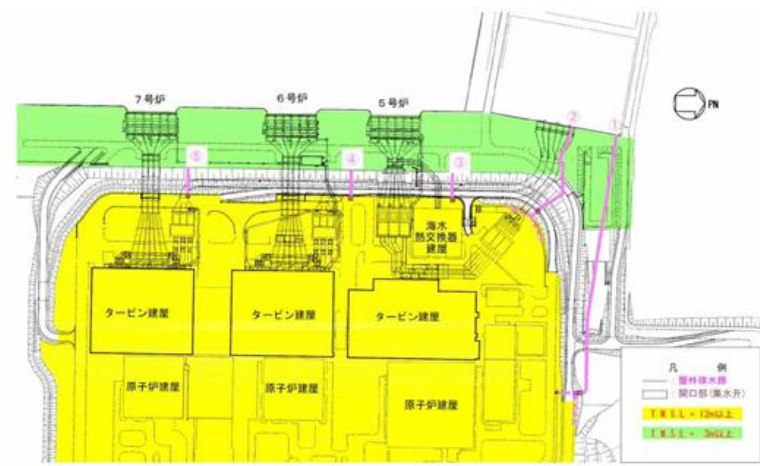 7号炉
6号炉
5号炉
②
①
PN
⑤
④
③
海水
熱交換器
建屋
タービン建屋
タービン建屋
タービン建屋
原子炉建屋
原子炉建屋
原子炉建屋
凡 例
屋外排水路
開口部(集水升)
T.M.S.L.+12m以上
T.M.S.L.+ 3m以上